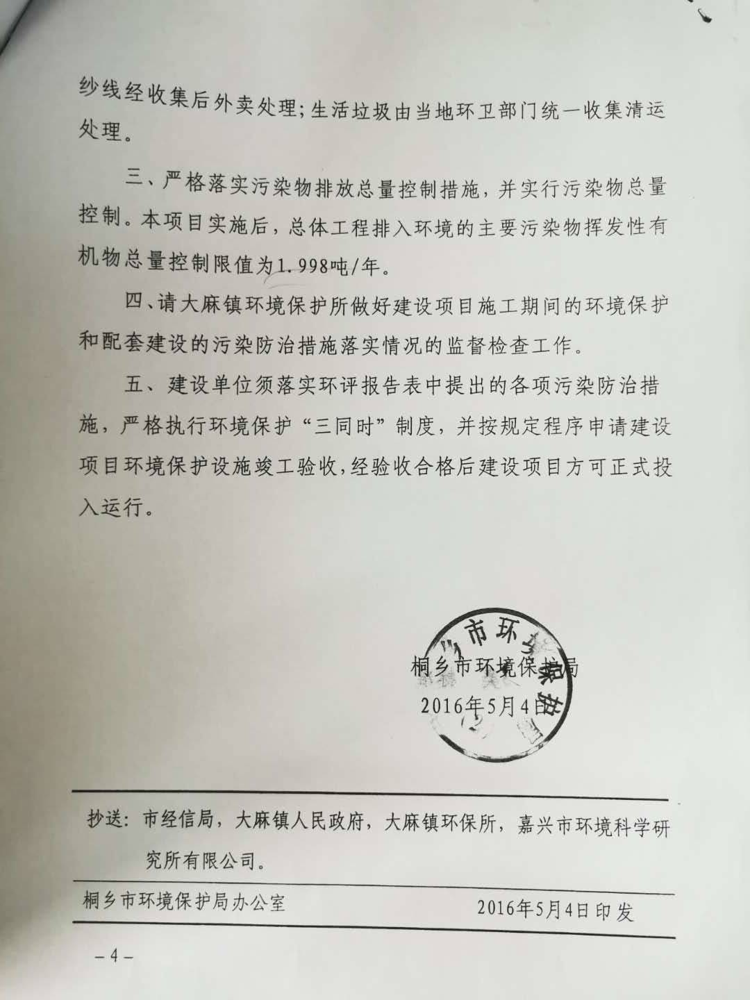 纱线经收集后外卖处理；生活垃圾由当地环卫部门统一收集清运
处理。
三、严格落实污染物排放总量控制措施，并实行污染物总量
控制。本项目实施后，总体工程排入环境的主要污染物挥发性有
机物总量控制限值为1.998吨/年。
四、请大麻镇环境保护所做好建设项目施工期间的环境保护
和配套建设的污染防治措施落实情况的监督检查工作。
五、建设单位须落实环评报告表中提出的各项污染防治措
施，严格执行环境保护“三同时”制度，并按规定程序申请建设
项目环境保护设施竣工验收，经验收合格后建设项目方可正式投
入运行。
乡市环境保护
桐乡市环境保护局
2016年5月4日
抄送：市经信局，大麻镇人民政府，大麻镇环保所，嘉兴市环境科学研
究所有限公司。
桐乡市环境保护局办公室 2016年5月4日印发
–4–